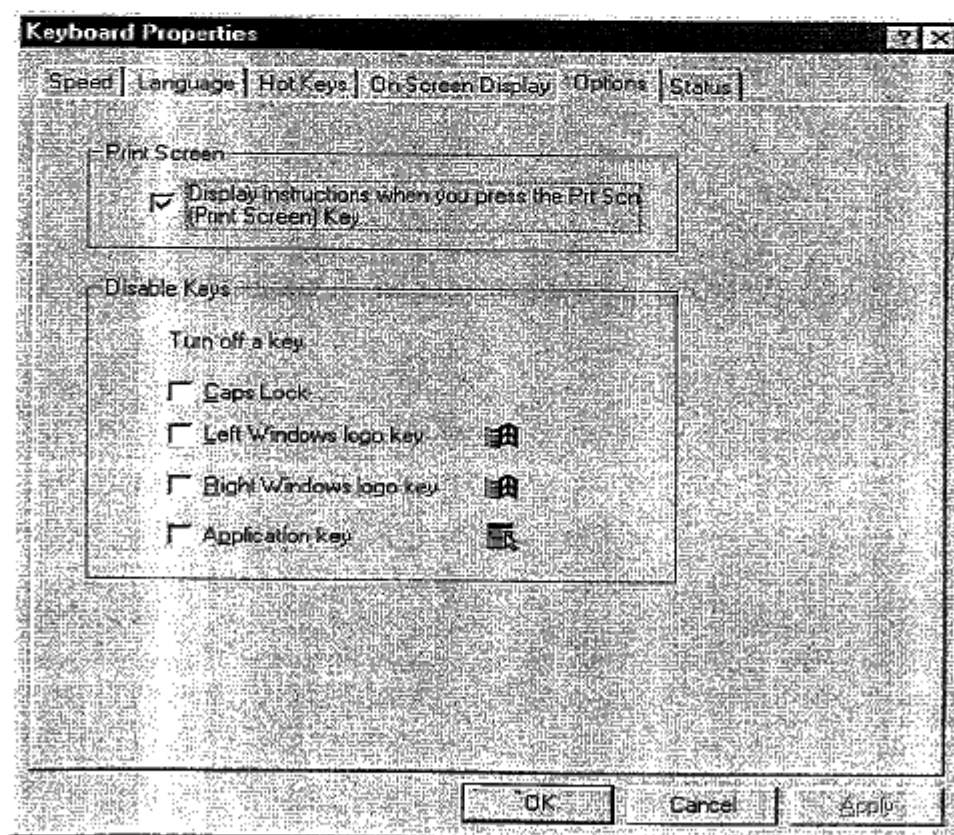 Keyboard Properties
Speed Language Hot Keys On-Screen Display Options Status
Print Screen
Display instructions when you press the Prt Scn
(Print Screen) Key
Disable Keys
Turn off a key
Caps Lock
Left Windows logo key
Right Windows logo key
Application key
OK Cancel Apply